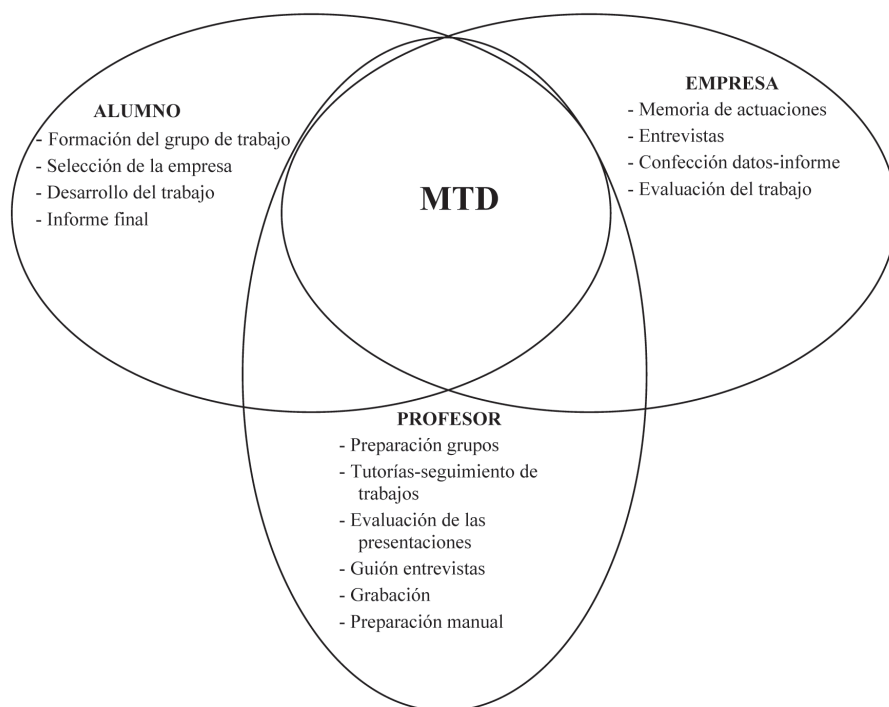 ALUMNO
- Formación del grupo de trabajo
- Selección de la empresa
- Desarrollo del trabajo
- Informe final
EMPRESA
- Memoria de actuaciones
- Entrevistas
- Confección datos-informe
- Evaluación del trabajo
MTD
PROFESOR
- Preparación grupos
- Tutorías-seguimiento de
trabajos
- Evaluación de las
presentaciones
- Guión entrevistas
- Grabación
- Preparación manual